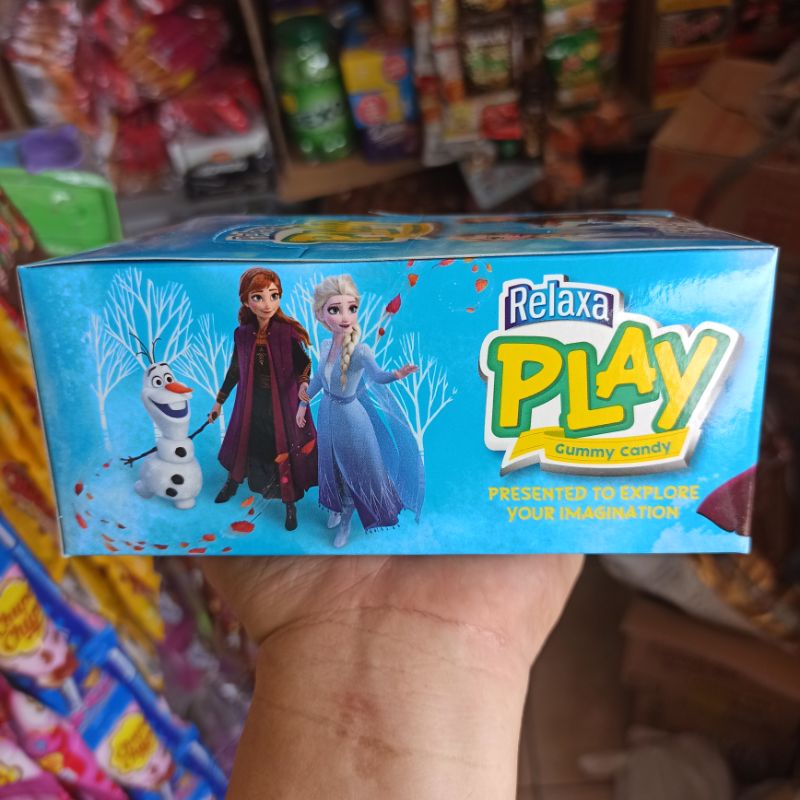 Relaxa
PLAY
Gummy candy
PRESENTED TO EXPLORE
YOUR IMAGINATION